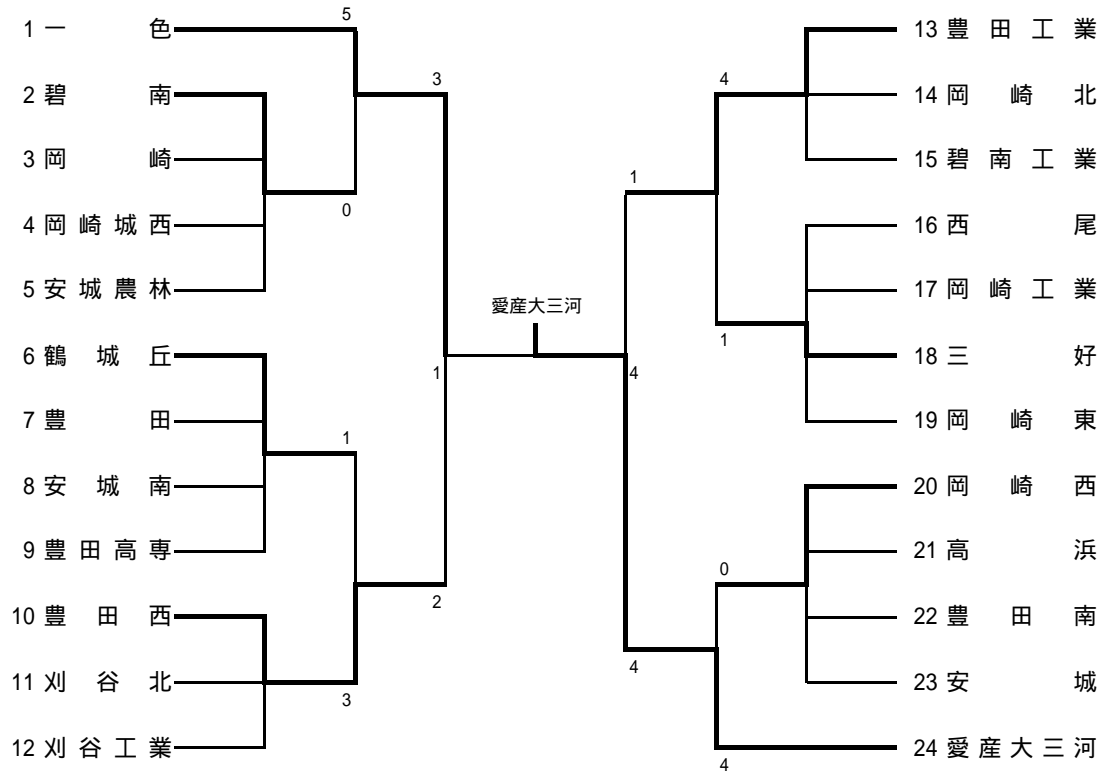 5
1 一色
2 碧南
3
3 岡崎
4 岡崎城西
0
5 安城農林
6 鶴城丘
7 豊田
1
8 安城南
9 豊田高専
10 豊田西
2
11 刈谷北
3
12 刈谷工業
愛産大三河
1
4
13 豊田工業
4
14 岡崎北
15 碧南工業
1
16 西尾
17 岡崎工業
1
18 三好
19 岡崎東
20 岡崎西
21 高浜
0
22 豊田南
4
23 安城
24 愛産大三河
4